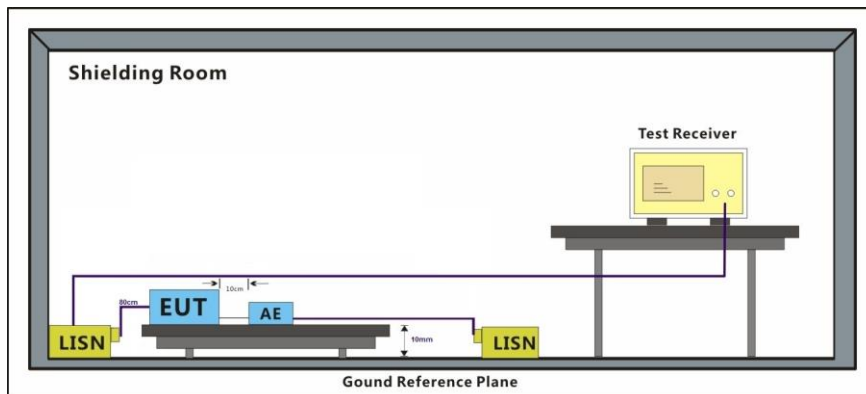 Shielding Room
Test Receiver
10cm
80cm
EUT
AE
LISN
10mm
LISN
Gound Reference Plane